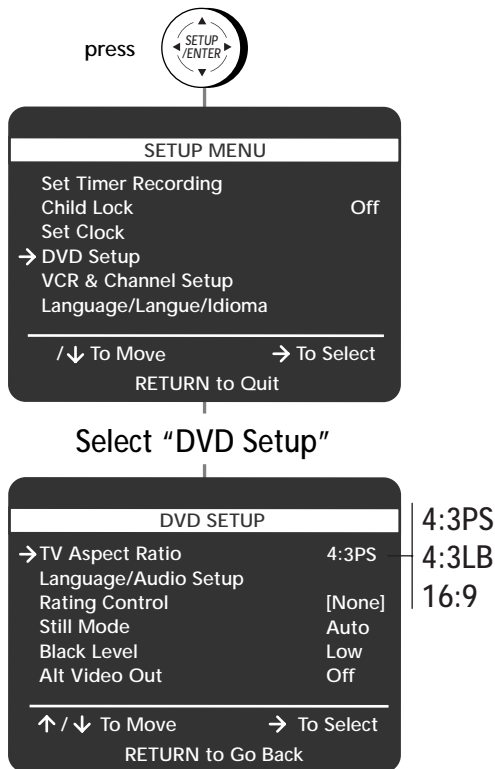 press
SETUP
/ENTER
SETUP MENU
Set Timer Recording
Child Lock Off
Set Clock
→ DVD Setup
VCR & Channel Setup
Language/Langue/Idioma
/↓ To Move → To Select
RETURN to Quit
Select “DVD Setup”
DVD SETUP
→TV Aspect Ratio 4:3PS
Language/Audio Setup
Rating Control [None]
Still Mode Auto
Black Level Low
Alt Video Out Off
↑/↓ To Move → To Select
RETURN to Go Back
4:3PS
4:3LB
16:9